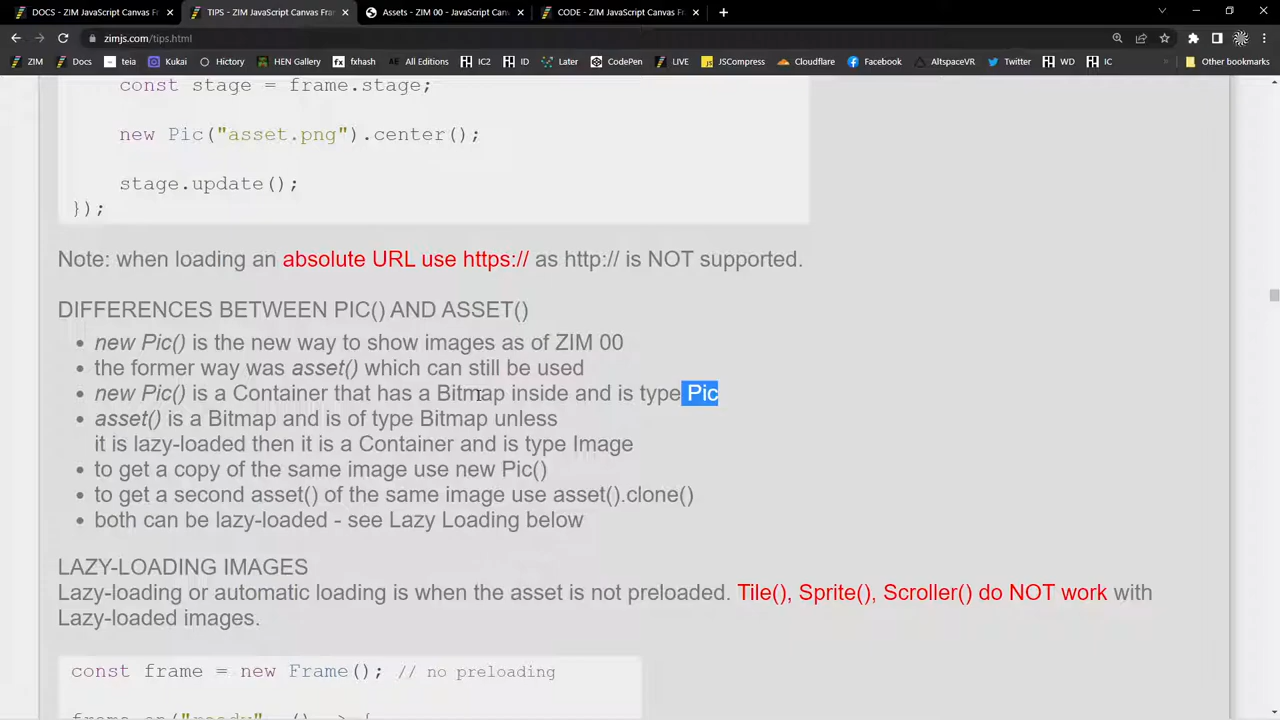 DOCS - ZIM JavaScript Canvas Fr
TIPS - ZIM JavaScript Canvas Fram
Assets - ZIM 00 - JavaScript Canv
CODE - ZIM JavaScript Canvas Fra
zimjs.com/tips.html
ZIM
Docs
teia
Kukai
History
HEN Gallery
fxhash
All Editions
IC2
ID
Later
CodePen
LIVE
JSCompress
Cloudflare
Facebook
AltspaceVR
Twitter
WD
IC
Other bookmarks
const stage = frame.stage;
new Pic("asset.png").center();
stage.update();
});
Note: when loading an absolute URL use https:// as http:// is NOT supported.
DIFFERENCES BETWEEN PIC() AND ASSET()
• new Pic() is the new way to show images as of ZIM 00
• the former way was asset() which can still be used
• new Pic() is a Container that has a Bitmap inside and is type Pic
• asset() is a Bitmap and is of type Bitmap unless
it is lazy-loaded then it is a Container and is type Image
• to get a copy of the same image use new Pic()
• to get a second asset() of the same image use asset().clone()
• both can be lazy-loaded - see Lazy Loading below
LAZY-LOADING IMAGES
Lazy-loading or automatic loading is when the asset is not preloaded. Tile(), Sprite(), Scroller() do NOT work with
Lazy-loaded images.
const frame = new Frame(); // no preloading
frame.on("ready", () => {